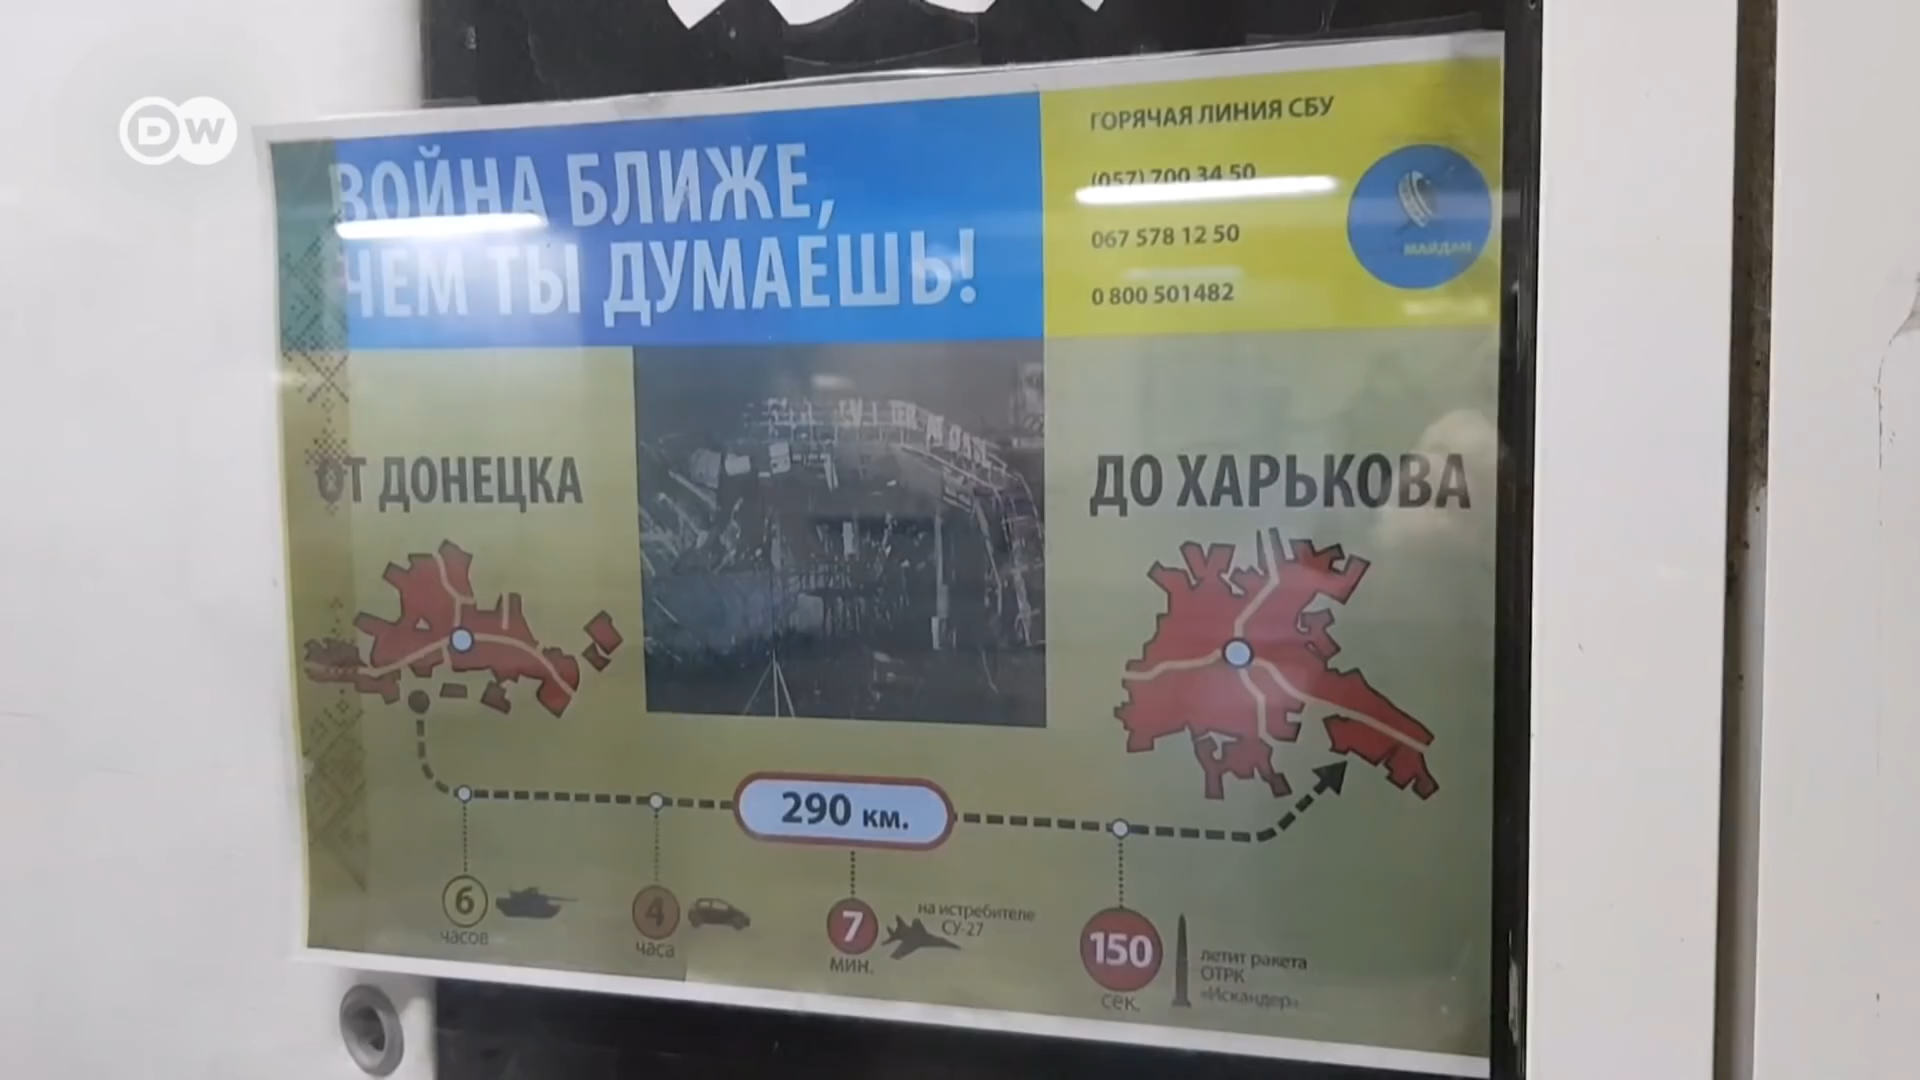 DW
ВОЙНА БЛИЖЕ,
ЧЕМ ТЫ ДУМАЕШЬ!
ГОРЯЧАЯ ЛИНИЯ СБУ
(057) 700 34 50
067 578 12 50
0 800 501482
МАЙДАН
ОТ ДОНЕЦКА
ДО ХАРЬКОВА
290 км.
6
часов
4
часа
7
мин.
на истребителе
СУ-27
150
сек.
летит ракета
ОТРК
«Искандер»